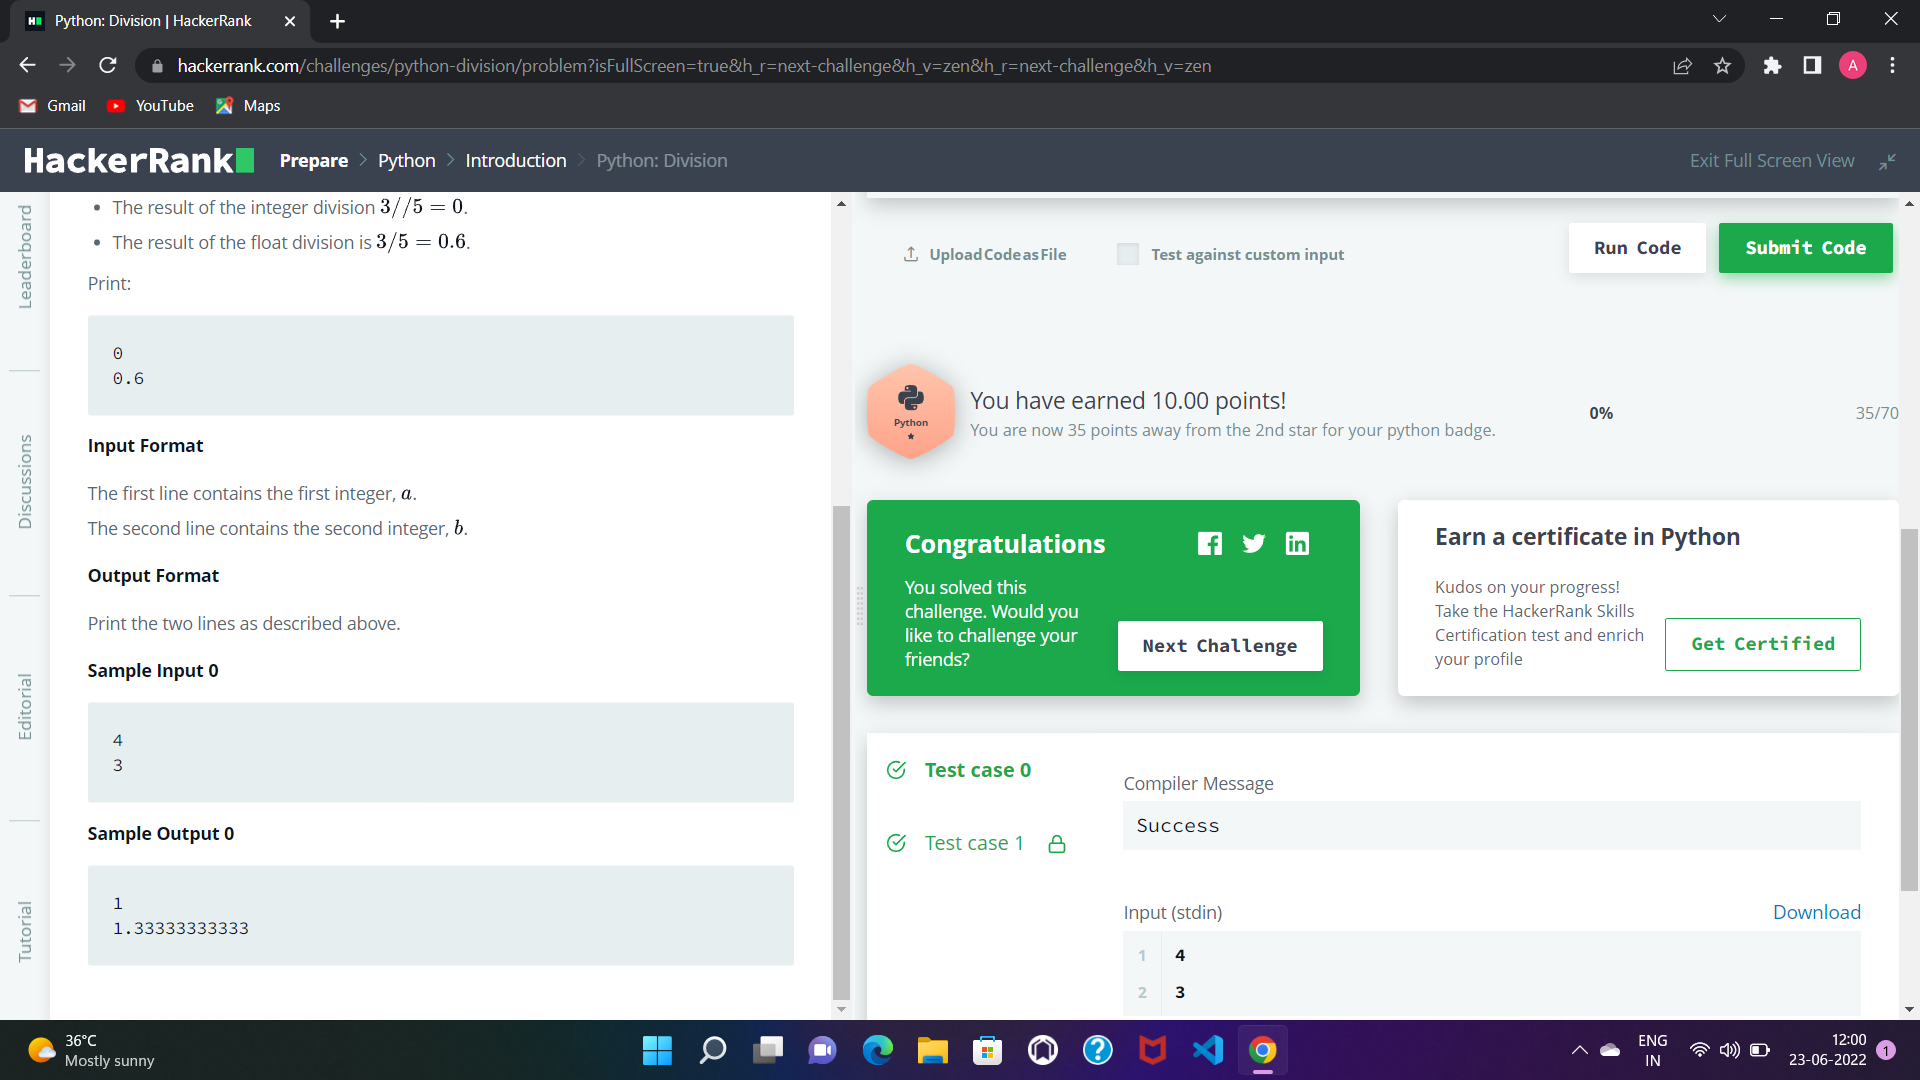 Python: Division | HackerRank
hackerrank.com/challenges/python-division/problem?isFullScreen=true&h_r=next-challenge&h_v=zen&h_r=next-challenge&h_v=zen
A
Gmail YouTube Maps
HackerRank Prepare > Python > Introduction > Python: Division Exit Full Screen View
Leaderboard
Discussions
Editorial
Tutorial
• The result of the integer division 3//5 = 0.
• The result of the float division is 3/5 = 0.6.
Print:
0
0.6
Input Format
The first line contains the first integer, a.
The second line contains the second integer, b.
Output Format
Print the two lines as described above.
Sample Input 0
4
3
Sample Output 0
1
1.33333333333
Upload Code as File Test against custom input Run Code Submit Code
Python
You have earned 10.00 points!
You are now 35 points away from the 2nd star for your python badge.
0% 35/70
Congratulations
You solved this
challenge. Would you
like to challenge your
friends?
Next Challenge
Earn a certificate in Python
Kudos on your progress!
Take the HackerRank Skills
Certification test and enrich
your profile
Get Certified
Test case 0
Test case 1
Compiler Message
Success
Input (stdin) Download
1 4
2 3
36°C
Mostly sunny
ENG
IN
12:00
23-06-2022
1